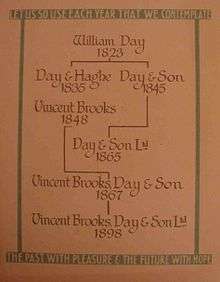 LET US SO USE EACH YEAR THAT WE CONTEMPLATE
William Day
1823
Day & Haghe Day & Son
1835 1845
Vincent Brooks
1848
Day & Son Ltd
1865
Vincent Brooks, Day & Son
1867
Vincent Brooks, Day & Son Ltd
1898
THE PAST WITH PLEASURE & THE FUTURE WITH HOPE